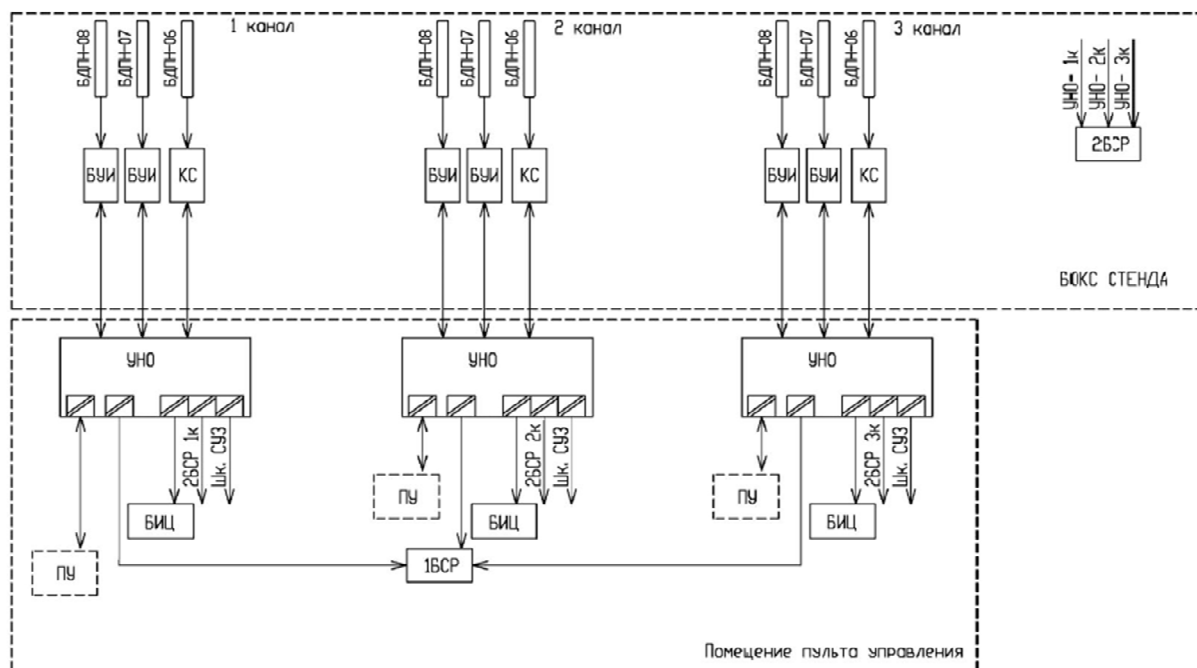 1 канал
2 канал
3 канал
БДПН-08
БДПН-07
БДПН-06
БДПН-08
БДПН-07
БДПН-06
БДПН-08
БДПН-07
БДПН-06
УНО- 1к
УНО- 2к
УНО- 3к
2БСР
БУИ
БУИ
КС
БУИ
БУИ
КС
БУИ
БУИ
КС
БОКС СТЕНДА
УНО
УНО
УНО
2БСР 1к
Шк. СУЗ
2БСР 2к
Шк. СУЗ
2БСР 3к
Шк. СУЗ
ПУ
ПУ
БИЦ
БИЦ
БИЦ
ПУ
1БСР
Помещение пульта управления